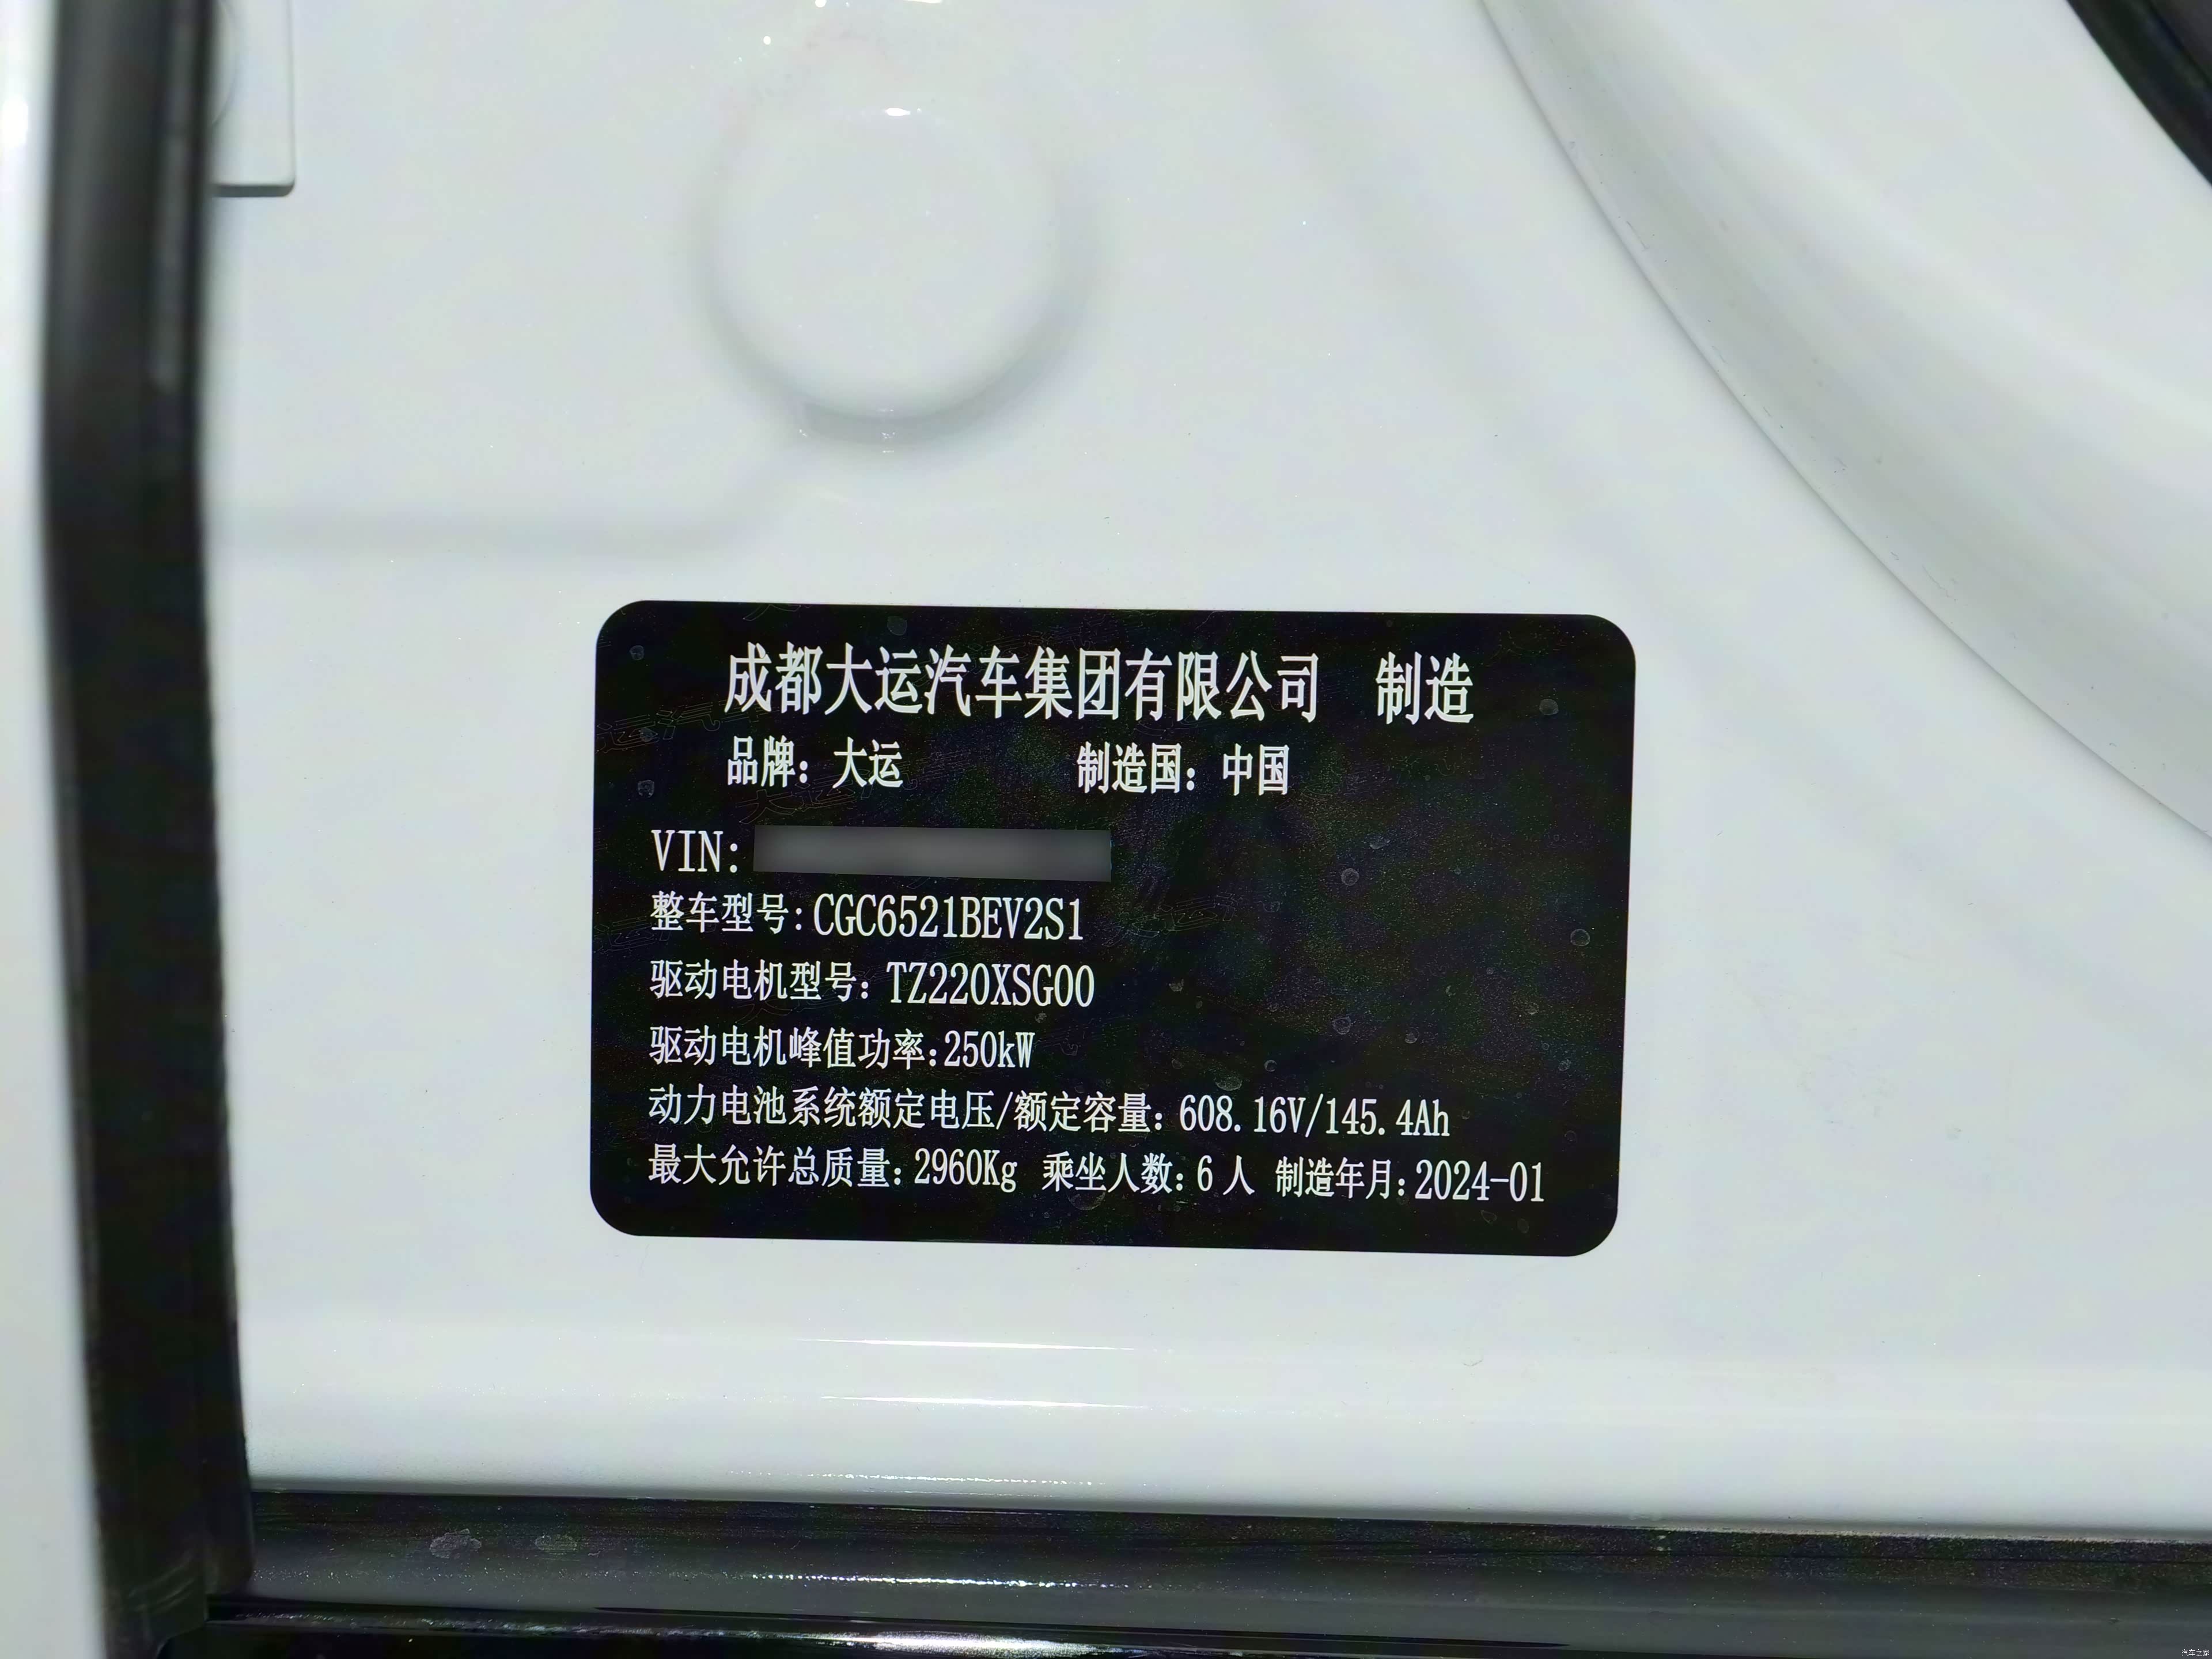 成都大运汽车集团有限公司 制造
品牌：大运 制造国：中国
VIN:
整车型号：CGC6521BEV2S1
驱动电机型号：TZ220XSG00
驱动电机峰值功率：250kW
动力电池系统额定电压/额定容量：608.16V/145.4Ah
最大允许总质量：2960Kg 乘坐人数：6人 制造年月：2024-01
汽车之家